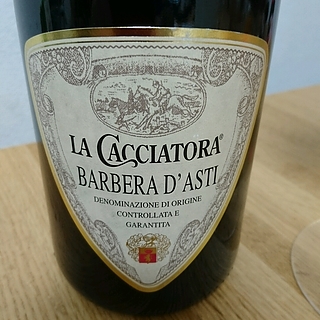 LA CACCIATORA®
BARBERA D'ASTI
DENOMINAZIONE DI ORIGINE
CONTROLLATA E
GARANTITA